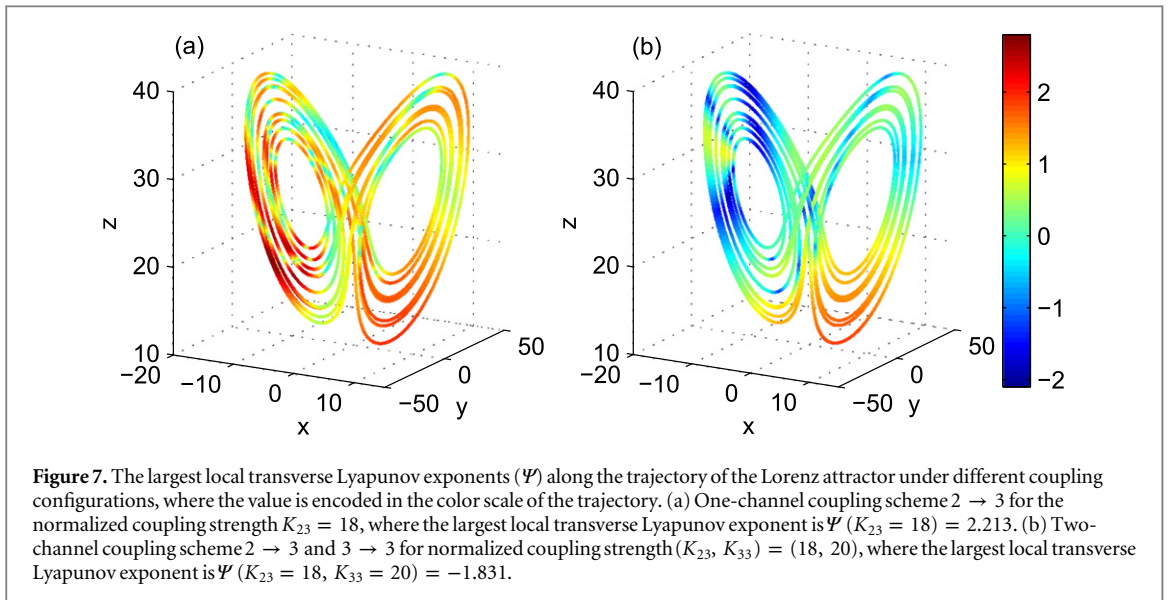 (a)
(b)
40
30
20
10
z
−20
−10
0
10
x
−50
0
50
y
40
30
20
10
z
−20
−10
0
10
x
−50
0
50
y
2
1
0
−1
−2
Figure 7. The largest local transverse Lyapunov exponents (Ψ) along the trajectory of the Lorenz attractor under different coupling
configurations, where the value is encoded in the color scale of the trajectory. (a) One-channel coupling scheme 2 → 3 for the
normalized coupling strength K23 = 18, where the largest local transverse Lyapunov exponent is Ψ (K23 = 18) = 2.213. (b) Two-
channel coupling scheme 2 → 3 and 3 → 3 for normalized coupling strength (K23, K33) = (18, 20), where the largest local transverse
Lyapunov exponent is Ψ (K23 = 18, K33 = 20) = −1.831.